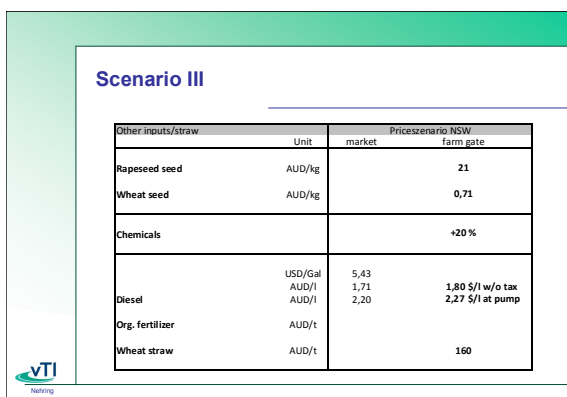 Scenario III
Other inputs/straw Priceszenario NSW
Unit market farm gate
Rapeseed seed AUD/kg 21
Wheat seed AUD/kg 0,71
Chemicals +20 %
USD/Gal 5,43
AUD/l 1,71 1,80 $/l w/o tax
Diesel AUD/l 2,20 2,27 $/l at pump
Org. fertilizer AUD/t
Wheat straw AUD/t 160
vTI
Nehring